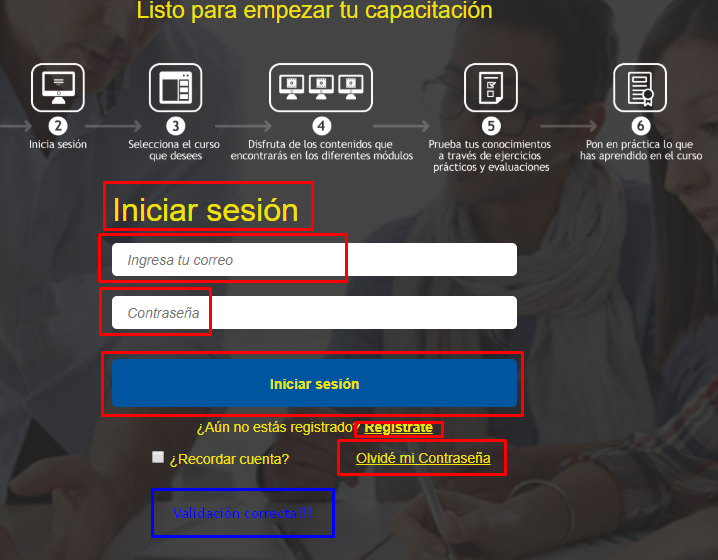 Listo para empezar tu capacitación
2 3 4 5 6
Inicia sesión
Selecciona el curso
que desees
Disfruta de los contenidos que
encontrarás en los diferentes módulos
Prueba tus conocimientos
a través de ejercicios
prácticos y evaluaciones
Pon en práctica lo que
has aprendido en el curso
Iniciar sesión
Ingresa tu correo
Contraseña
Iniciar sesión
¿Aún no estás registrado? Regístrate
¿Recordar cuenta? Olvidé mi Contraseña
Validación correcta!!!